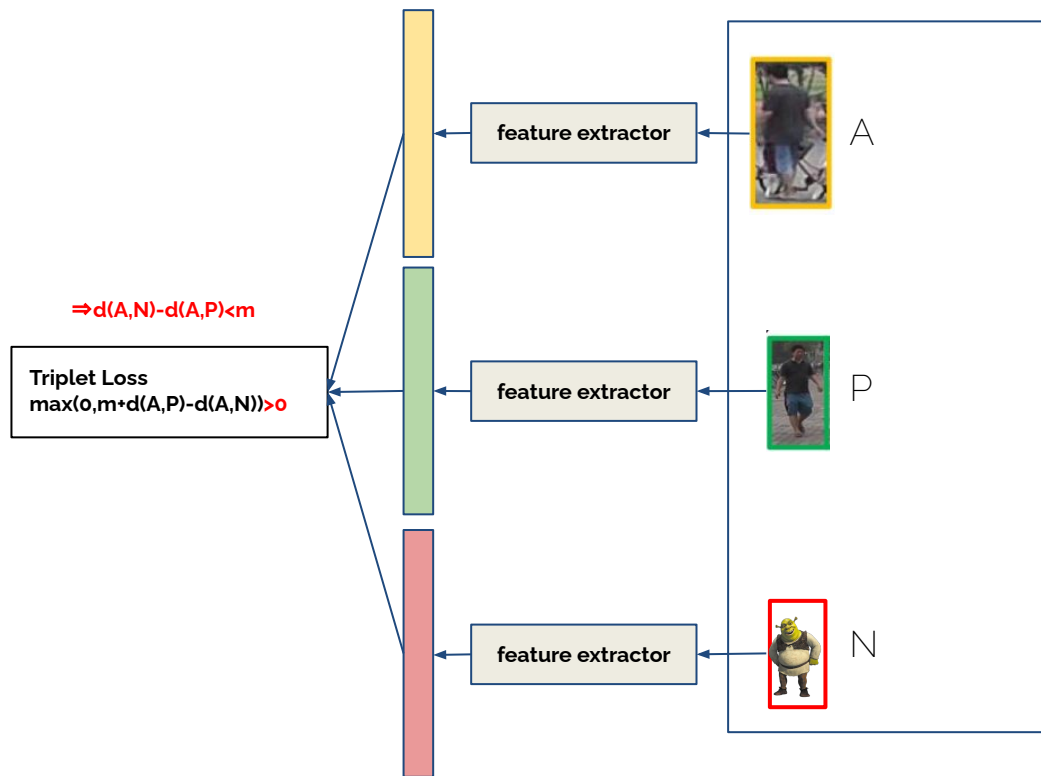 feature extractor
A
⇒d(A,N)-d(A,P)<m
Triplet Loss
max(0,m+d(A,P)-d(A,N))>0
feature extractor
P
feature extractor
N